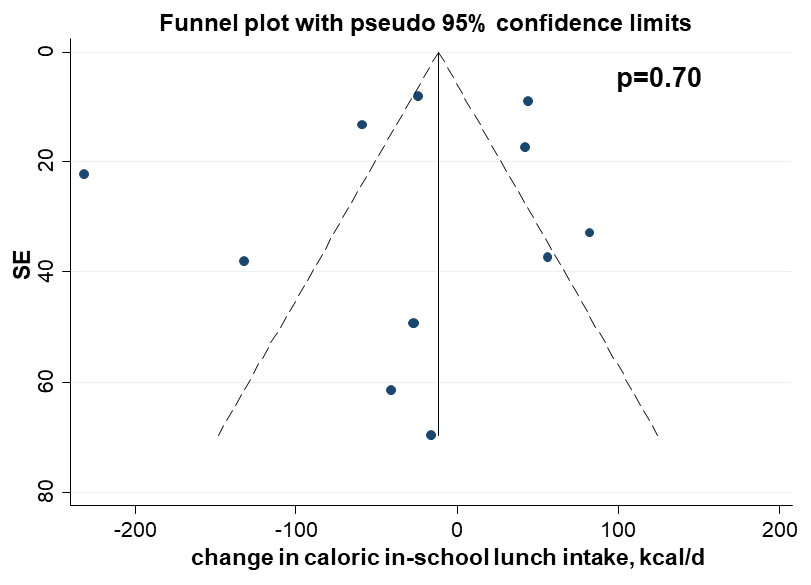 Funnel plot with pseudo 95% confidence limits
p=0.70
0
20
40
60
80
SE
-200 -100 0 100 200
change in caloric in-school lunch intake, kcal/d